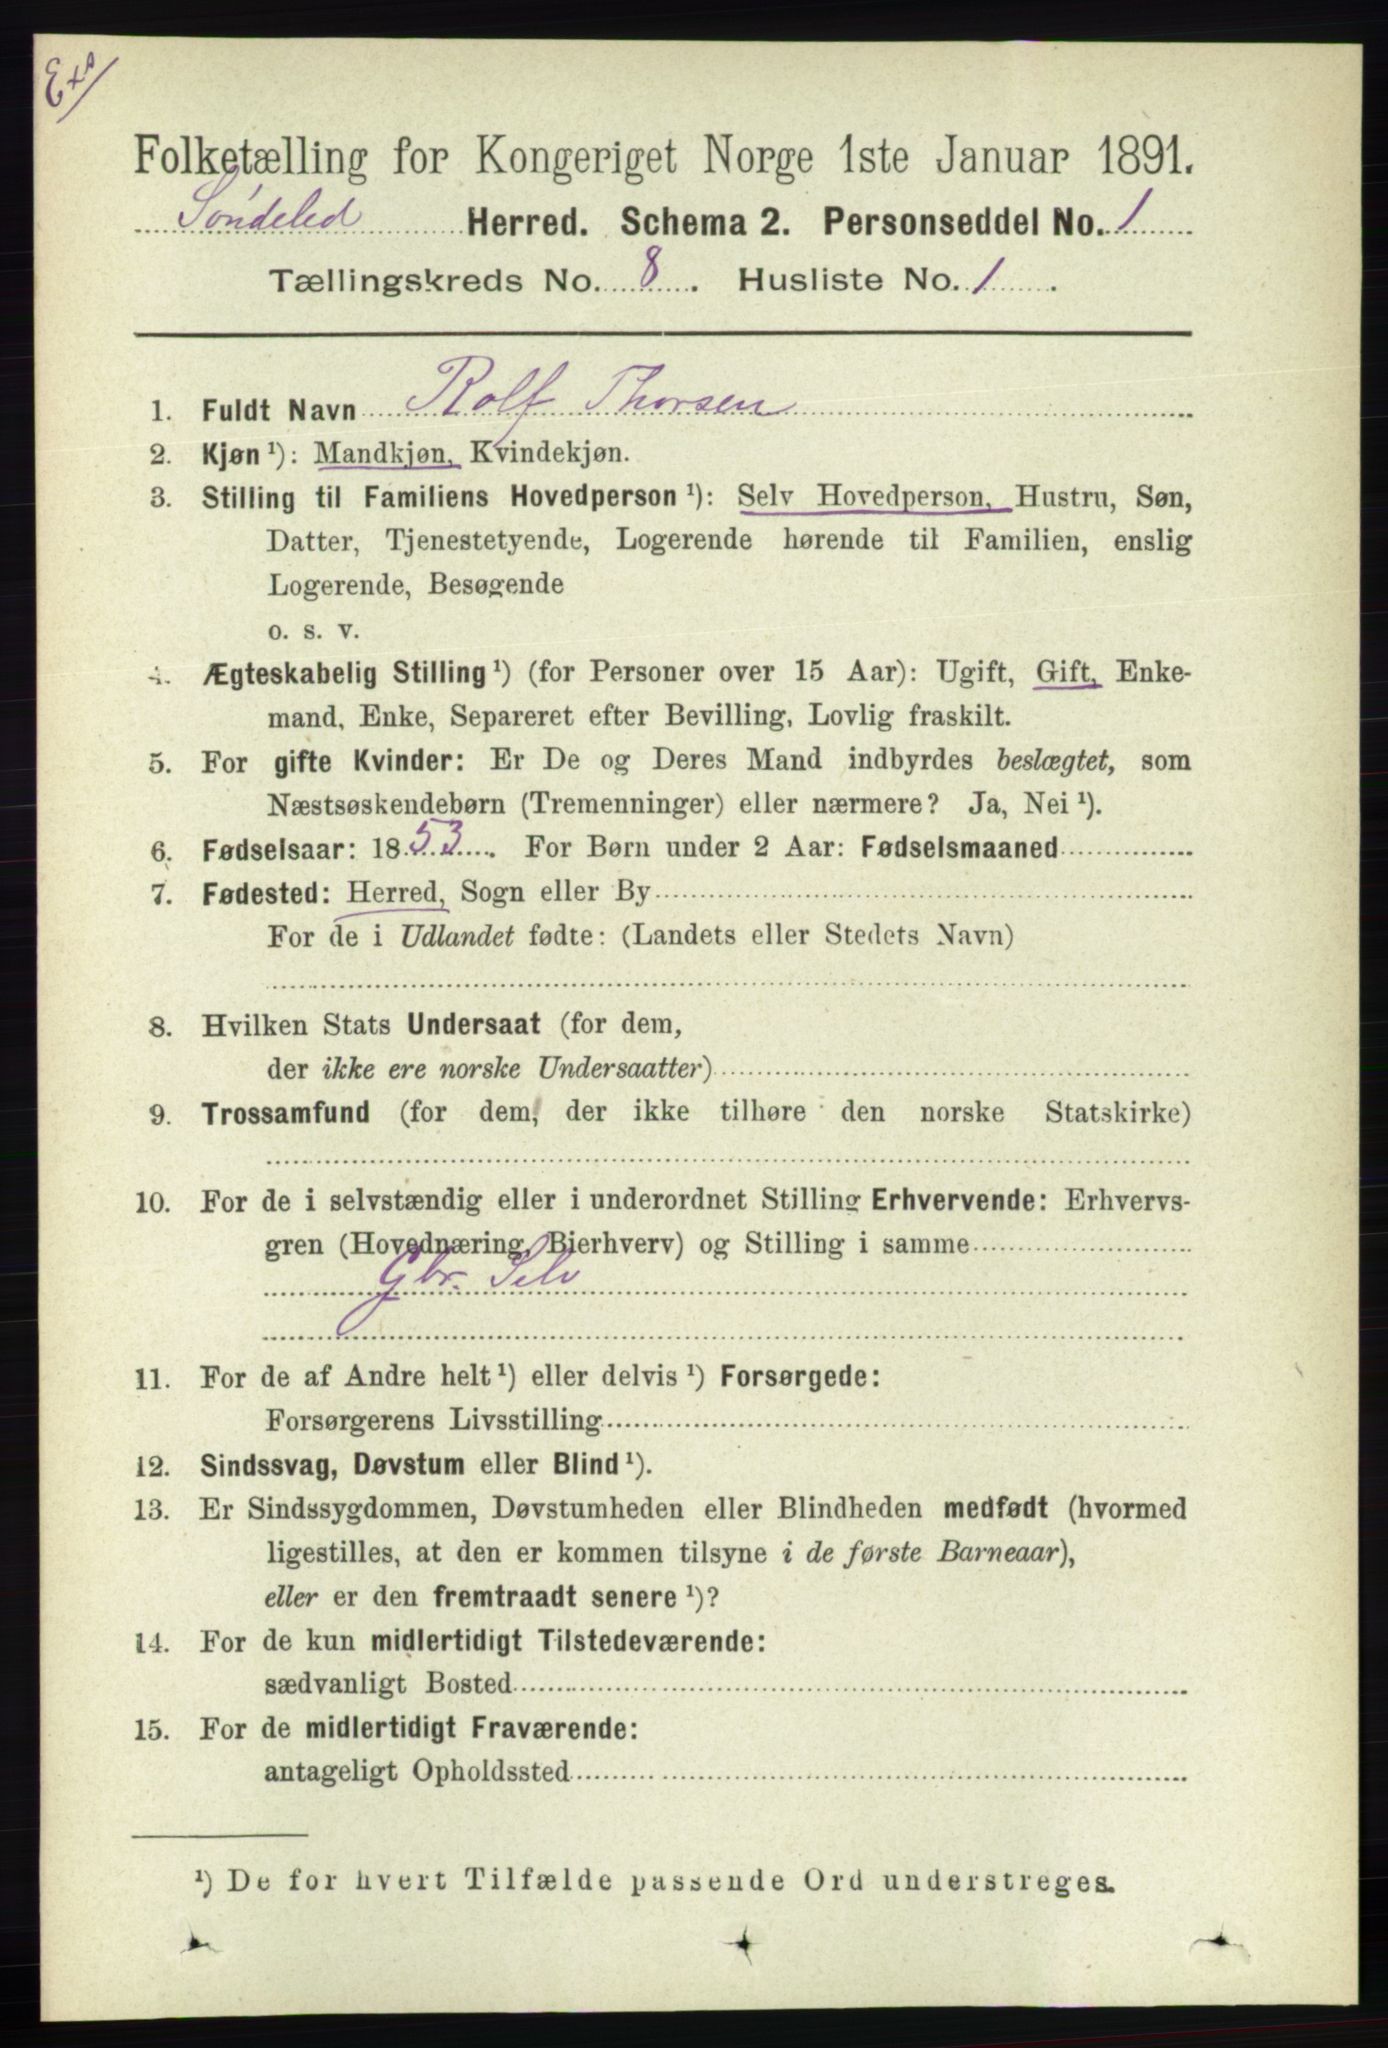 Exp
Folketælling for Kongeriget Norge 1ste Januar 1891.
Søndeled Herred. Schema 2. Personseddel No. 1
Tællingskreds No. 8. Husliste No. 1.
1. Fuldt Navn Rolf Thorsen
2. Kjøn ¹): Mandkjøn, Kvindekjøn.
3. Stilling til Familiens Hovedperson ¹): Selv Hovedperson, Hustru, Søn,
Datter, Tjenestetyende, Logerende hørende til Familien, enslig
Logerende, Besøgende
o. s. v.
4. Ægteskabelig Stilling ¹) (for Personer over 15 Aar): Ugift, Gift, Enke-
mand, Enke, Separeret efter Bevilling, Lovlig fraskilt.
5. For gifte Kvinder: Er De og Deres Mand indbyrdes beslægtet, som
Næstsøskendebørn (Tremenninger) eller nærmere? Ja, Nei ¹).
6. Fødselsaar: 1853. For Børn under 2 Aar: Fødselsmaaned
7. Fødested: Herred, Sogn eller By
For de i Udlandet fødte: (Landets eller Stedets Navn)
8. Hvilken Stats Undersaat (for dem,
der ikke ere norske Undersaatter)
9. Trossamfund (for dem, der ikke tilhøre den norske Statskirke)
10. For de i selvstændig eller i underordnet Stilling Erhvervende: Erhvervs-
gren (Hovednæring, Bierhverv) og Stilling i samme
Gbr. Selv
11. For de af Andre helt ¹) eller delvis ¹) Forsørgede:
Forsørgerens Livsstilling
12. Sindssvag, Døvstum eller Blind ¹).
13. Er Sindssygdommen, Døvstumheden eller Blindheden medfødt (hvormed
ligestilles, at den er kommen tilsyne i de første Barneaar),
eller er den fremtraadt senere ¹)?
14. For de kun midlertidigt Tilstedeværende:
sædvanligt Bosted
15. For de midlertidigt Fraværende:
antageligt Opholdssted
¹) De for hvert Tilfælde passende Ord understreges.